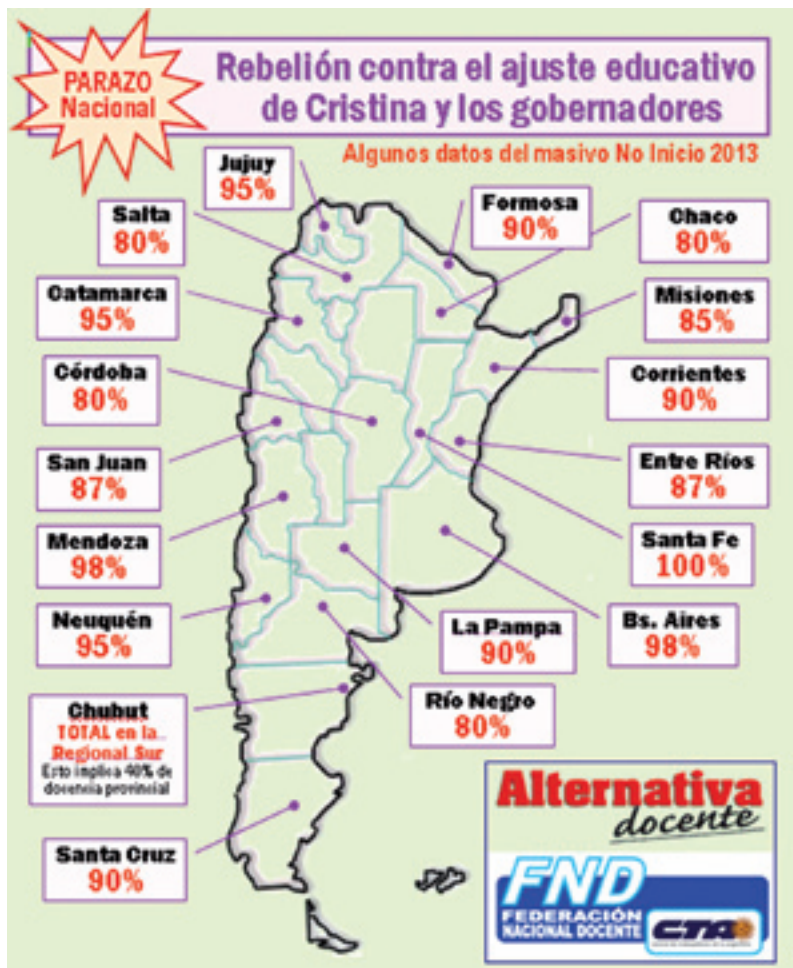 PARAZO
Nacional
Rebelión contra el ajuste educativo
de Cristina y los gobernadores
Algunos datos del masivo No Inicio 2013
Jujuy
95%
Salta
80%
Formosa
90%
Chaco
80%
Catamarca
95%
Misiones
85%
Córdoba
80%
Corrientes
90%
San Juan
87%
Entre Ríos
87%
Mendoza
98%
Santa Fe
100%
Neuquén
95%
La Pampa
90%
Bs. Aires
98%
Chubut
TOTAL en la
Regional Sur
Esto implica 40% de
docencia provincial
Río Negro
80%
Santa Cruz
90%
Alternativa
docente
FND
FEDERACIÓN
NACIONAL DOCENTE
CTA